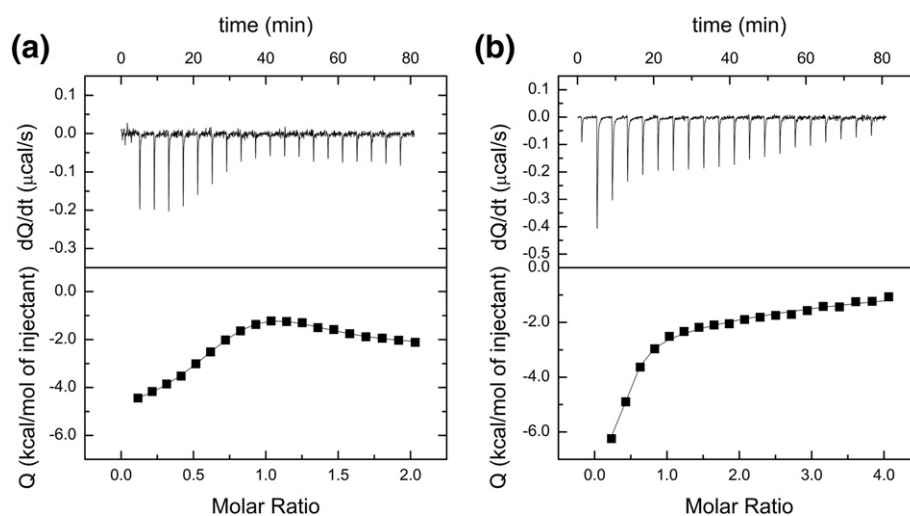 (a)
time (min)
0 20 40 60 80
0.1
0.0
-0.1
-0.2
-0.3
dQ/dt (μcal/s)
0.0
-2.0
-4.0
-6.0
Q (kcal/mol of injectant)
0.0 0.5 1.0 1.5 2.0
Molar Ratio
(b)
time (min)
0 20 40 60 80
0.1
0.0
-0.1
-0.2
-0.3
-0.4
-0.5
dQ/dt (μcal/s)
0.0
-2.0
-4.0
-6.0
Q (kcal/mol of injectant)
0.0 1.0 2.0 3.0 4.0
Molar Ratio